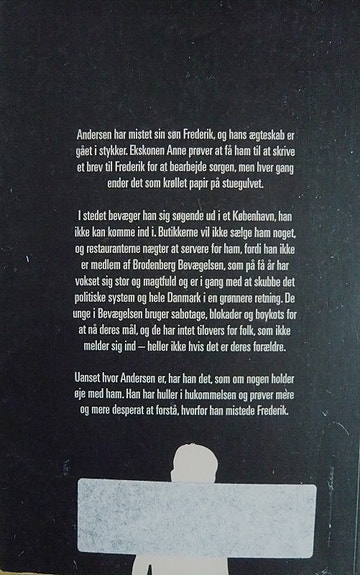 Andersen har mistet sin søn Frederik, og hans ægteskab er
gået i stykker. Ekskonen Anne prøver at få ham til at skrive
et brev til Frederik for at bearbejde sorgen, men hver gang
ender det som krøllet papir på stuegulvet.
I stedet bevæger han sig søgende ud i et København, han
ikke kan komme ind i. Butikkerne vil ikke sælge ham noget,
og restauranterne nægter at servere for ham, fordi han ikke
er medlem af Brodenberg Bevægelsen, som på få år har
vokset sig stor og magtfuld og er i gang med at skubbe det
politiske system og hele Danmark i en grønnere retning. De
unge i Bevægelsen bruger sabotage, blokader og boykots for
at nå deres mål, og de har intet tilovers for folk, som ikke
melder sig ind – heller ikke hvis det er deres forældre.
Uanset hvor Andersen er, har han det, som om nogen holder
øje med ham. Han har huller i hukommelsen og prøver mere
og mere desperat at forstå, hvorfor han mistede Frederik.